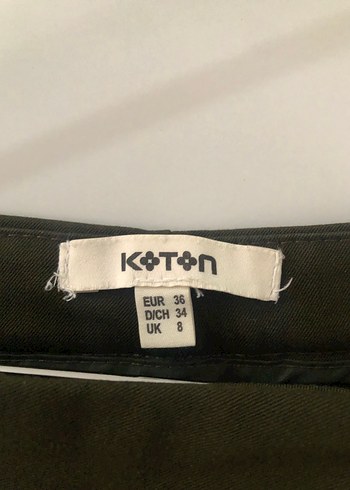 KOTON
EUR 36
D/CH 34
UK 8